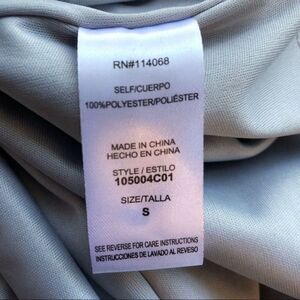 RN#114068
SELF/CUERPO
100%POLYESTER/POLIÉSTER
MADE IN CHINA
HECHO EN CHINA
STYLE / ESTILO
105004C01
SIZE/TALLA
S
SEE REVERSE FOR CARE INSTRUCTIONS
INSTRUCCIONES DE LAVADO AL REVESO